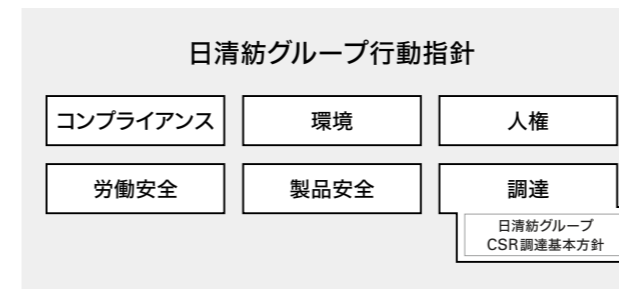 日清紡グループ行動指針
コンプライアンス
環境
人権
労働安全
製品安全
調達
日清紡グループ
CSR調達基本方針